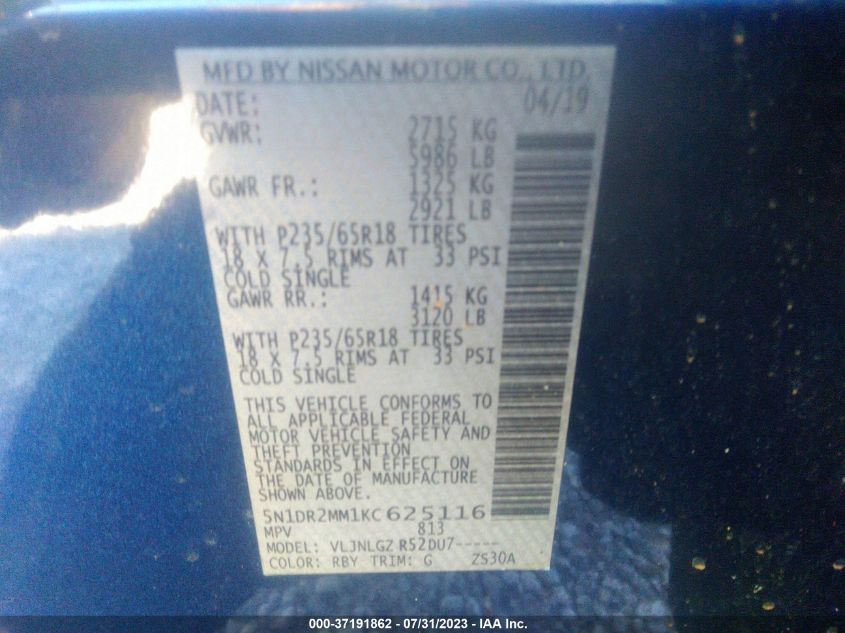 MFD BY NISSAN MOTOR CO., LTD.
DATE: 04/19
GVWR: 2715 KG
5986 LB
GAWR FR.: 1325 KG
2921 LB
WITH P235/65R18 TIRES
18 X 7.5 RIMS AT 33 PSI
COLD SINGLE
GAWR RR.: 1415 KG
3120 LB
WITH P235/65R18 TIRES
18 X 7.5 RIMS AT 33 PSI
COLD SINGLE
THIS VEHICLE CONFORMS TO
ALL APPLICABLE FEDERAL
MOTOR VEHICLE SAFETY AND
THEFT PREVENTION
STANDARDS IN EFFECT ON
THE DATE OF MANUFACTURE
SHOWN ABOVE.
5N1DR2MM1KC625116
MPV 813
MODEL: VLJNLGZ R52DU7-----
COLOR: RBY TRIM: G ZS30A
000-37191862 - 07/31/2023 - IAA Inc.